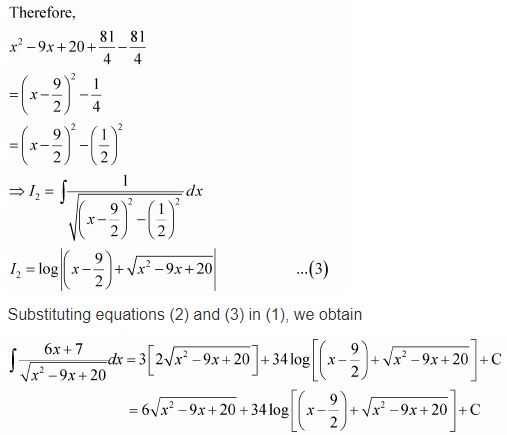 Therefore,
x² − 9x + 20 + 81/4 − 81/4
= (x − 9/2)² − 1/4
= (x − 9/2)² − (1/2)²
⇒ I₂ = ∫ 1/√((x − 9/2)² − (1/2)²) dx
I₂ = log|(x − 9/2) + √(x² − 9x + 20)| ...(3)
Substituting equations (2) and (3) in (1), we obtain
∫ (6x + 7)/√(x² − 9x + 20) dx = 3[2√(x² − 9x + 20)] + 34 log[(x − 9/2) + √(x² − 9x + 20)] + C
= 6√(x² − 9x + 20) + 34 log[(x − 9/2) + √(x² − 9x + 20)] + C